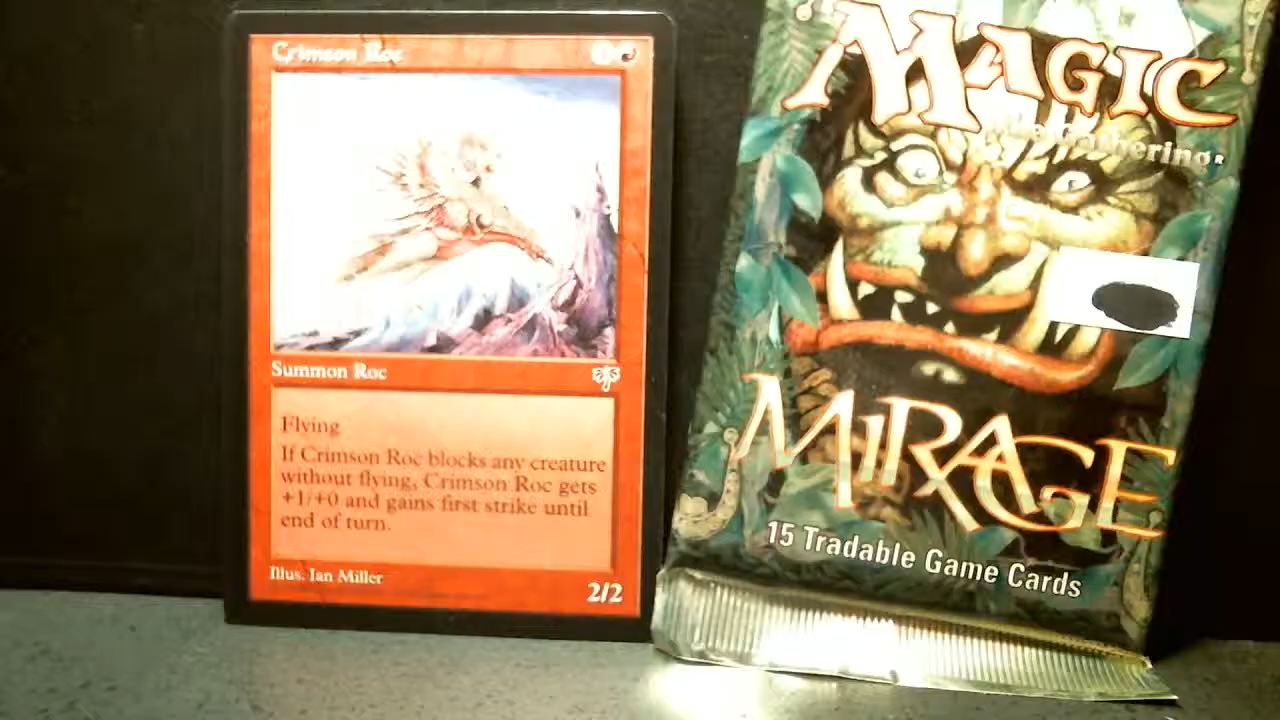 Crimson Roc
Summon Roc
Flying
If Crimson Roc blocks any creature
without flying, Crimson Roc gets
+1/+0 and gains first strike until
end of turn.
Illus. Ian Miller
2/2
MAGIC
The Gathering®
MIRAGE
15 Tradable Game Cards